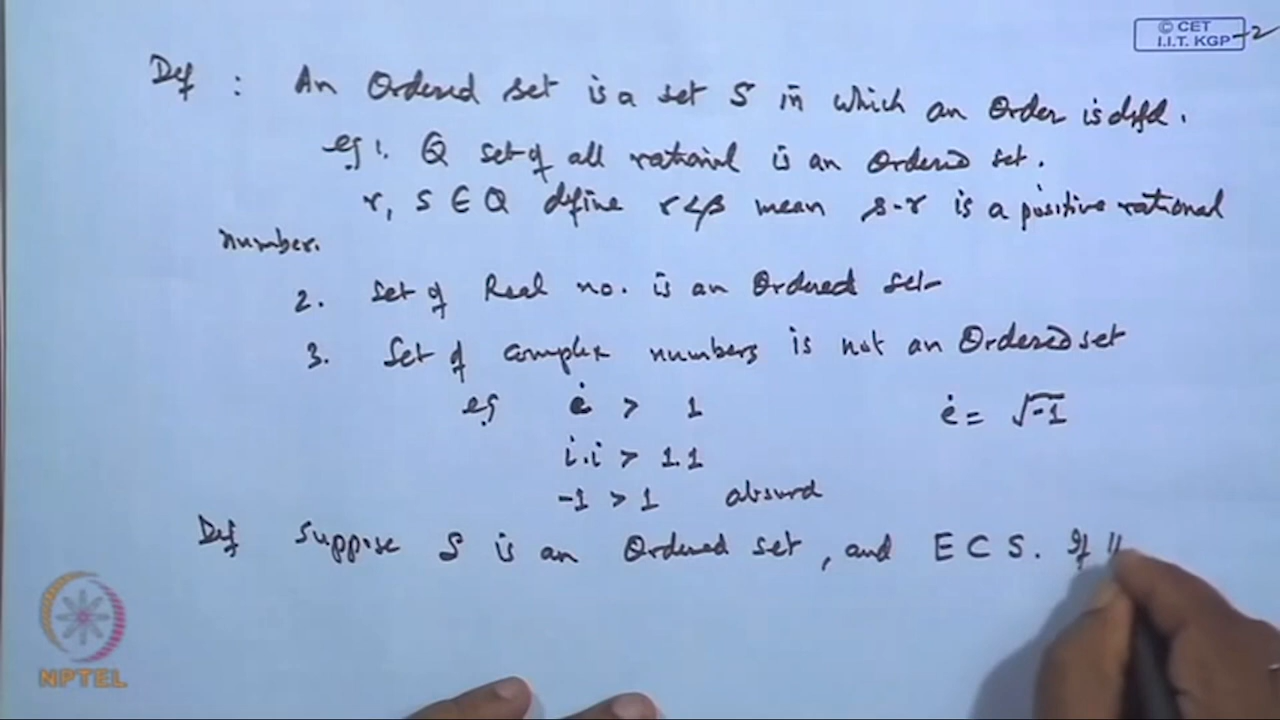 © CET
I.I.T. KGP -2
Def : An Ordered set is a set S in which an Order is defd.
eg 1. Q set of all rational is an Ordered set.
r, S ∈ Q define r<s mean s-r is a positive rational
number.
2. Set of Real no. is an Ordered set
3. Set of complex numbers is not an Ordered set
eg i > 1 i = √-1
i.i > 1.1
-1 > 1 absurd
Def Suppose S is an Ordered set, and E ⊂ S. If
NPTEL